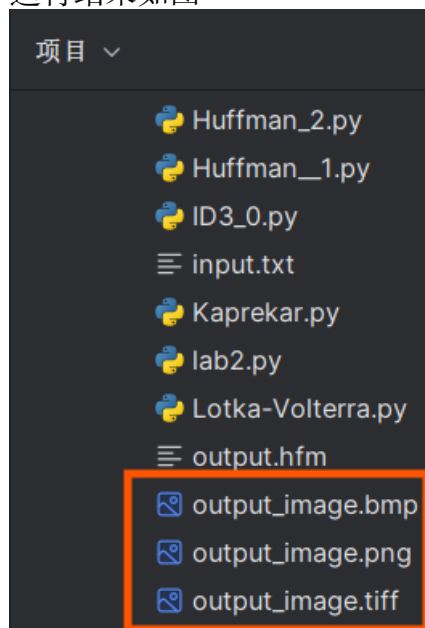 项目
Huffman_2.py
Huffman__1.py
ID3_0.py
input.txt
Kaprekar.py
lab2.py
Lotka-Volterra.py
output.hfm
output_image.bmp
output_image.png
output_image.tiff